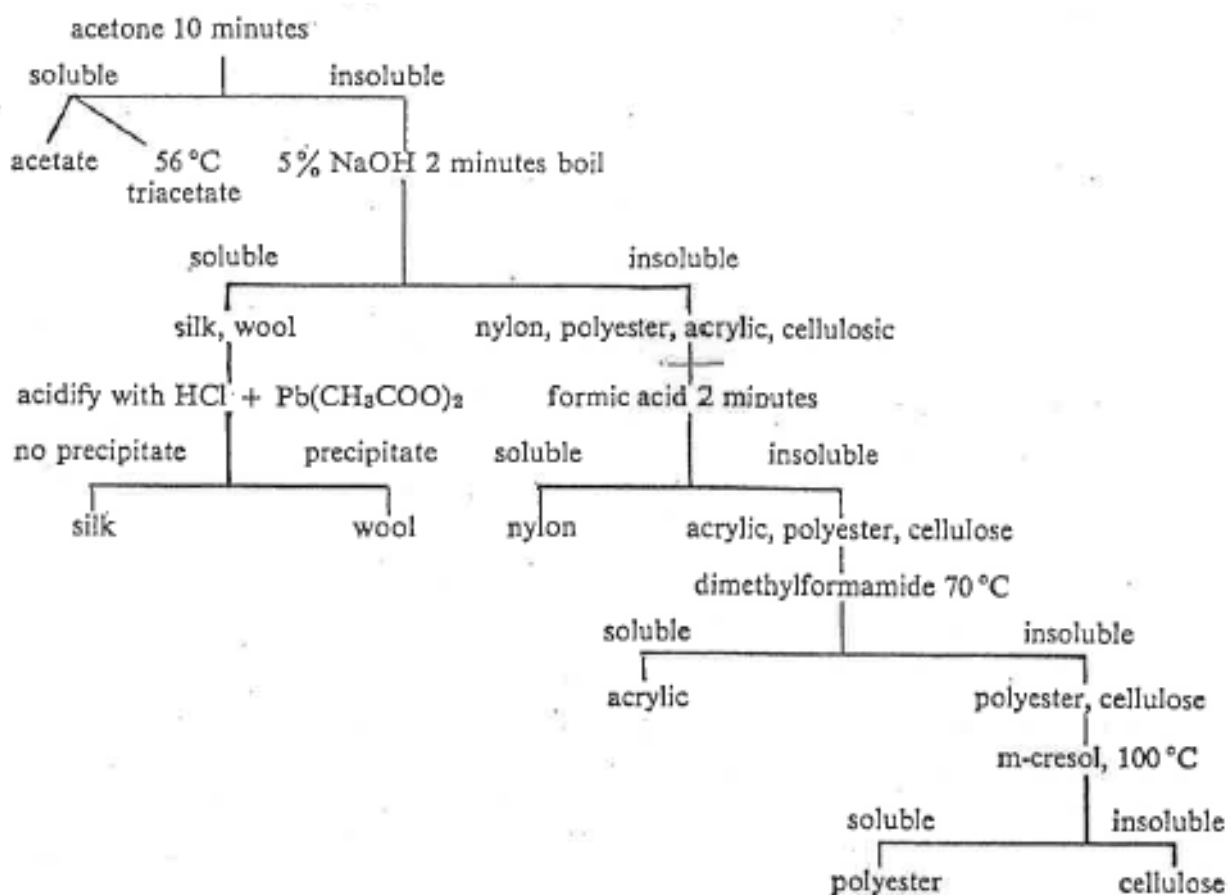 acetone 10 minutes
soluble insoluble
acetate 56 °C 5% NaOH 2 minutes boil
triacetate
soluble insoluble
silk, wool nylon, polyester, acrylic, cellulosic
acidify with HCl + Pb(CH₃COO)₂ formic acid 2 minutes
no precipitate precipitate soluble insoluble
silk wool nylon acrylic, polyester, cellulose
dimethylformamide 70 °C
soluble insoluble
acrylic polyester, cellulose
m-cresol, 100 °C
soluble insoluble
polyester cellulose